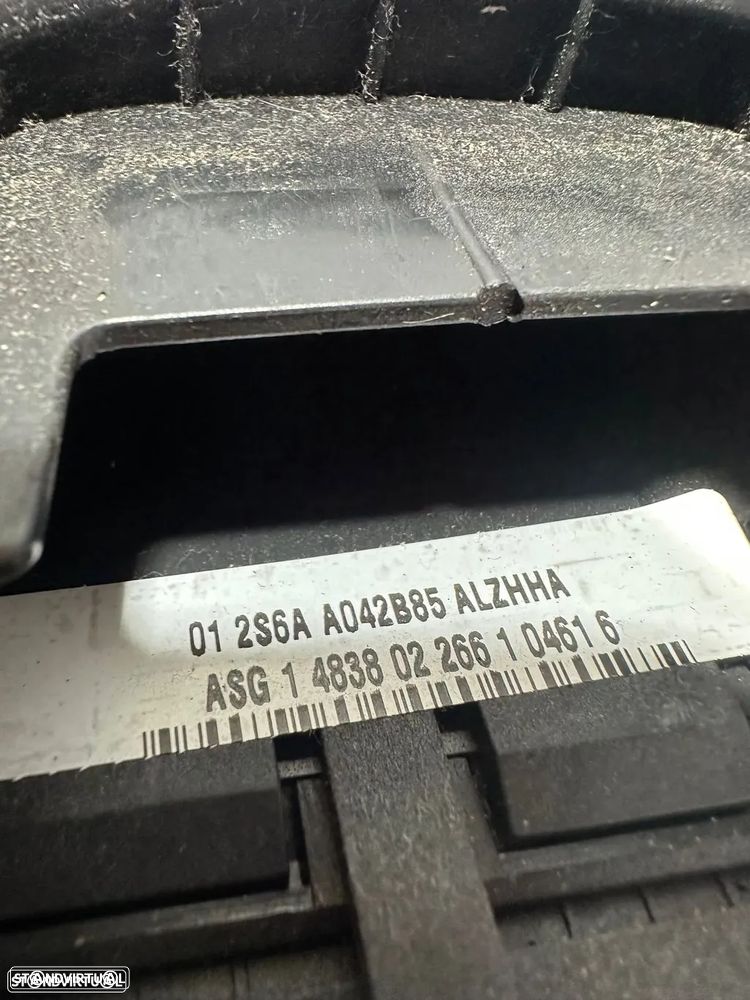 01 2S6A A042B85 ALZHHA
ASG 1 4838 02 266 1 0461 6
STANDVIRTUAL